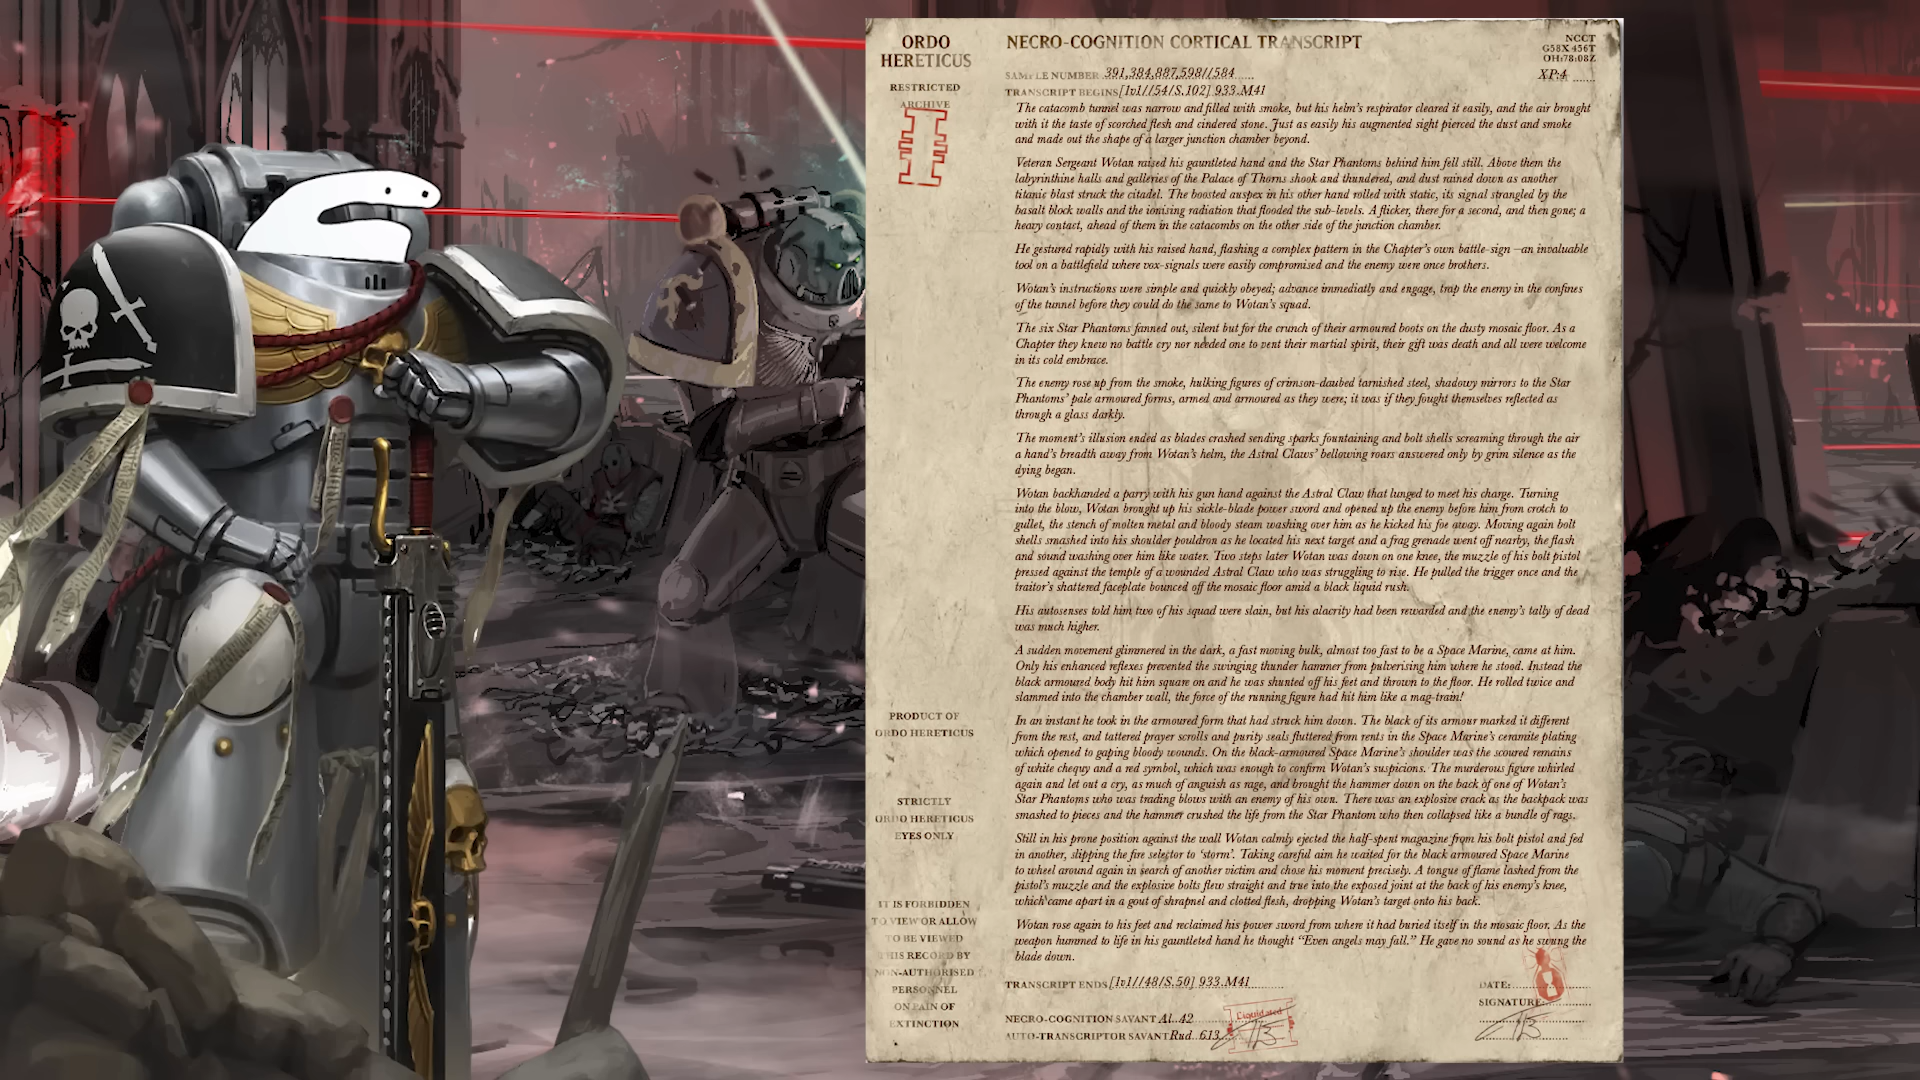 ORDO
HERETICUS
RESTRICTED
ARCHIVE
NECRO-COGNITION CORTICAL TRANSCRIPT
NCCT
G58X 456T
OH:78:08Z
XP:4
SAMPLE NUMBER 391,384,887,598//584
TRANSCRIPT BEGINS [1v1//54/S.102] 933.M41
The catacomb tunnel was narrow and filled with smoke, but his helm's respirator cleared it easily, and the air brought
with it the taste of scorched flesh and cindered stone. Just as easily his augmented sight pierced the dust and smoke
and made out the shape of a larger junction chamber beyond.
Veteran Sergeant Wotan raised his gauntleted hand and the Star Phantoms behind him fell still. Above them the
labyrinthine halls and galleries of the Palace of Thorns shook and thundered, and dust rained down as another
titanic blast struck the citadel. The boosted auspex in his other hand rolled with static, its signal strangled by the
basalt block walls and the ionising radiation that flooded the sub-levels. A flicker, there for a second, and then gone; a
heavy contact, ahead of them in the catacombs on the other side of the junction chamber.
He gestured rapidly with his raised hand, flashing a complex pattern in the Chapter's own battle-sign –an invaluable
tool on a battlefield where vox-signals were easily compromised and the enemy were once brothers.
Wotan's instructions were simple and quickly obeyed; advance immediatly and engage, trap the enemy in the confines
of the tunnel before they could do the same to Wotan's squad.
The six Star Phantoms fanned out, silent but for the crunch of their armoured boots on the dusty mosaic floor. As a
Chapter they knew no battle cry nor needed one to vent their martial spirit, their gift was death and all were welcome
in its cold embrace.
The enemy rose up from the smoke, hulking figures of crimson-daubed tarnished steel, shadowy mirrors to the Star
Phantoms' pale armoured forms, armed and armoured as they were; it was if they fought themselves reflected as
through a glass darkly.
The moment's illusion ended as blades crashed sending sparks fountaining and bolt shells screaming through the air
a hand's breadth away from Wotan's helm, the Astral Claws' bellowing roars answered only by grim silence as the
dying began.
Wotan backhanded a parry with his gun hand against the Astral Claw that lunged to meet his charge. Turning
into the blow, Wotan brought up his sickle-blade power sword and opened up the enemy before him from crotch to
gullet, the stench of molten metal and bloody steam washing over him as he kicked his foe away. Moving again bolt
shells smashed into his shoulder pouldron as he located his next target and a frag grenade went off nearby, the flash
and sound washing over him like water. Two steps later Wotan was down on one knee, the muzzle of his bolt pistol
pressed against the temple of a wounded Astral Claw who was struggling to rise. He pulled the trigger once and the
traitor's shattered faceplate bounced off the mosaic floor amid a black liquid rush.
His autosenses told him two of his squad were slain, but his alacrity had been rewarded and the enemy's tally of dead
was much higher.
A sudden movement glimmered in the dark, a fast moving bulk, almost too fast to be a Space Marine, came at him.
Only his enhanced reflexes prevented the swinging thunder hammer from pulverising him where he stood. Instead the
black armoured body hit him square on and he was shunted off his feet and thrown to the floor. He rolled twice and
slammed into the chamber wall, the force of the running figure had hit him like a mag-train!
In an instant he took in the armoured form that had struck him down. The black of its armour marked it different
from the rest, and tattered prayer scrolls and purity seals fluttered from rents in the Space Marine's ceramite plating
which opened to gaping bloody wounds. On the black-armoured Space Marine's shoulder was the scoured remains
of white chequy and a red symbol, which was enough to confirm Wotan's suspicions. The murderous figure whirled
again and let out a cry, as much of anguish as rage, and brought the hammer down on the back of one of Wotan's
Star Phantoms who was trading blows with an enemy of his own. There was an explosive crack as the backpack was
smashed to pieces and the hammer crushed the life from the Star Phantom who then collapsed like a bundle of rags.
Still in his prone position against the wall Wotan calmly ejected the half-spent magazine from his bolt pistol and fed
in another, slipping the fire selector to 'storm'. Taking careful aim he waited for the black armoured Space Marine
to wheel around again in search of another victim and chose his moment precisely. A tongue of flame lashed from the
pistol's muzzle and the explosive bolts flew straight and true into the exposed joint at the back of his enemy's knee,
which came apart in a gout of shrapnel and clotted flesh, dropping Wotan's target onto his back.
Wotan rose again to his feet and reclaimed his power sword from where it had buried itself in the mosaic floor. As the
weapon hummed to life in his gauntleted hand he thought "Even angels may fall." He gave no sound as he swung the
blade down.
PRODUCT OF
ORDO HERETICUS
STRICTLY
ORDO HERETICUS
EYES ONLY
IT IS FORBIDDEN
TO VIEW OR ALLOW
TO BE VIEWED
THIS RECORD BY
NON-AUTHORISED
PERSONNEL
ON PAIN OF
EXTINCTION
TRANSCRIPT ENDS [1v1//48/S.50] 933.M41
DATE:
SIGNATURE:
NECRO-COGNITION SAVANT Al. 42
AUTO-TRANSCRIPTOR SAVANT Rud 613
Liquidated